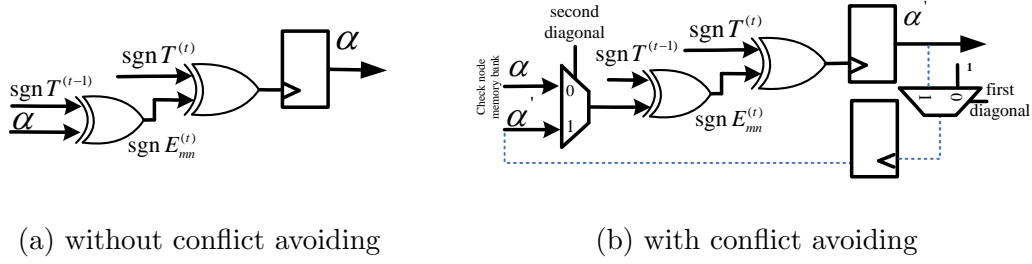 sgn T^(t)
sgn T^(t-1)
α
sgn E_mn^(t)
α
(a) without conflict avoiding
second
diagonal
Check node
memory bank
α
α'
0
1
sgn T^(t-1)
sgn T^(t)
sgn E_mn^(t)
α'
1
1
0
first
diagonal
(b) with conflict avoiding